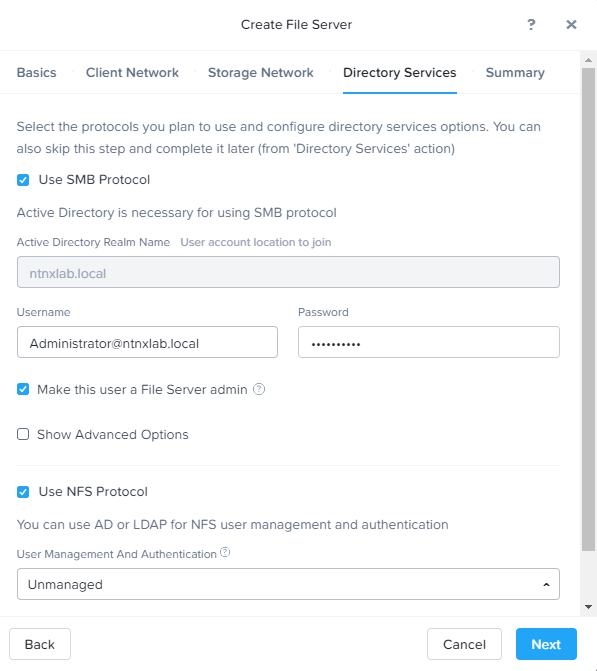 Create File Server
?
Basics Client Network Storage Network Directory Services Summary
Select the protocols you plan to use and configure directory services options. You can
also skip this step and complete it later (from 'Directory Services' action)
Use SMB Protocol
Active Directory is necessary for using SMB protocol
Active Directory Realm Name User account location to join
ntnxlab.local
Username Password
Administrator@ntnxlab.local ••••••••••
Make this user a File Server admin ?
Show Advanced Options
Use NFS Protocol
You can use AD or LDAP for NFS user management and authentication
User Management And Authentication ?
Unmanaged
Back Cancel Next